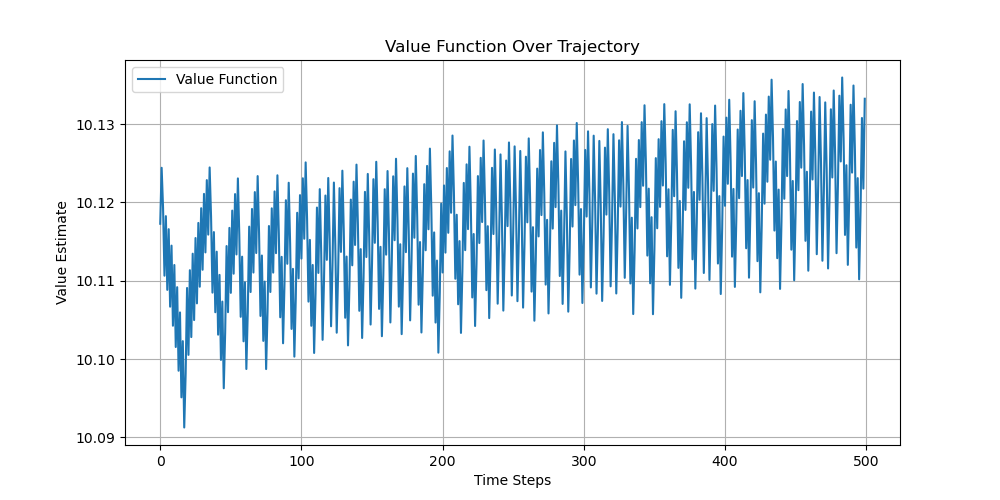 Value Function Over Trajectory
Value Function
10.13
10.12
10.11
10.10
10.09
Value Estimate
0 100 200 300 400 500
Time Steps